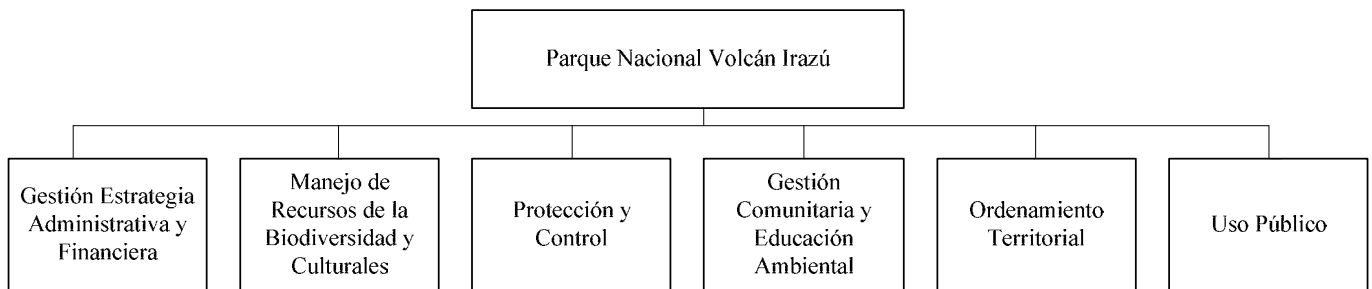 Parque Nacional Volcán Irazú
Gestión Estrategia
Administrativa y
Financiera
Manejo de
Recursos de la
Biodiversidad y
Culturales
Protección y
Control
Gestión
Comunitaria y
Educación
Ambiental
Ordenamiento
Territorial
Uso Público